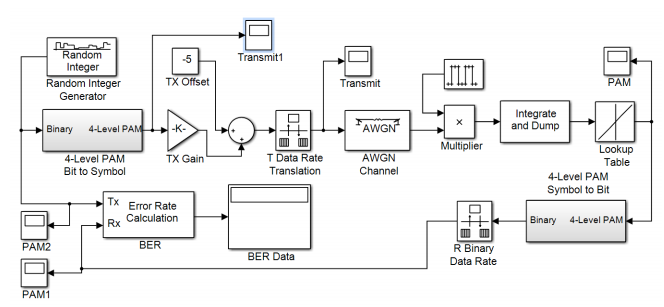 Random
Integer
Random Integer
Generator
Transmit1
-5
TX Offset
Transmit
PAM
Binary 4-Level PAM
4-Level PAM
Bit to Symbol
-K-
TX Gain
+
+
T Data Rate
Translation
AWGN
AWGN
Channel
×
Multiplier
Integrate
and Dump
Lookup
Table
4-Level PAM
Symbol to Bit
Binary 4-Level PAM
R Binary
Data Rate
Tx
Rx
Error Rate
Calculation
BER
BER Data
PAM2
PAM1